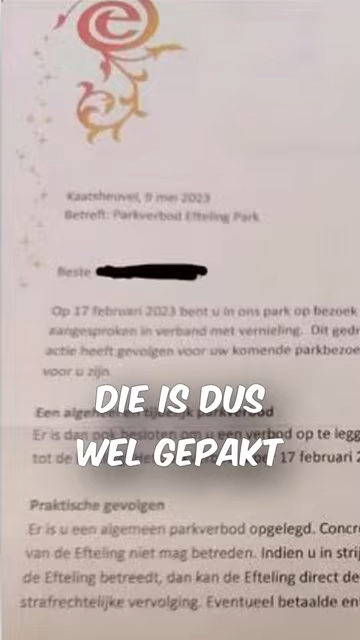 e
Kaatsheuvel, 9 mei 2023
Betreft: Parkverbod Efteling Park
Beste
Op 17 februari 2023 bent u in ons park op bezoek
aangesproken in verband met vernieling. Dit gedr
actie heeft gevolgen voor uw komende parkbezoe
voor u zijn.
DIE IS DUS
Een parkverbod
Er is dan ook besloten om u een verbod op te legg
WEL GEPAKT
tot de 17 februari 2
Praktische gevolgen
Er is u een algemeen parkverbod opgelegd. Concr
van de Efteling niet mag betreden. Indien u in strij
de Efteling betreedt, dan kan de Efteling direct de
strafrechtelijke vervolging. Eventueel betaalde en